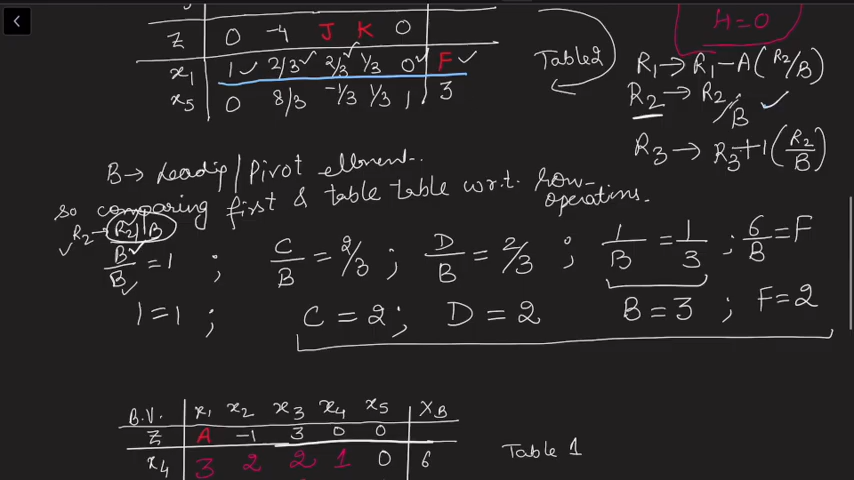 H=0
Z 0 -4 J K 0
x₁ 1 2/3 2/3 1/3 0 F
x₅ 0 8/3 -1/3 1/3 1 3
Table2
R₁→R₁-A(R₂/B)
R₂→R₂/B
R₃→R₃+1(R₂/B)
B→ Leading/Pivot element..
so comparing first & table table w.r.t. row-operations.
R₂→R₂/B
B/B=1 ; C/B=2/3; D/B=2/3; 1/B=1/3; 6/B=F
1=1; C=2; D=2 B=3; F=2
B.V. x₁ x₂ x₃ x₄ x₅ XB
Z A -1 3 0 0
x₄ 3 2 2 1 0 6
Table 1